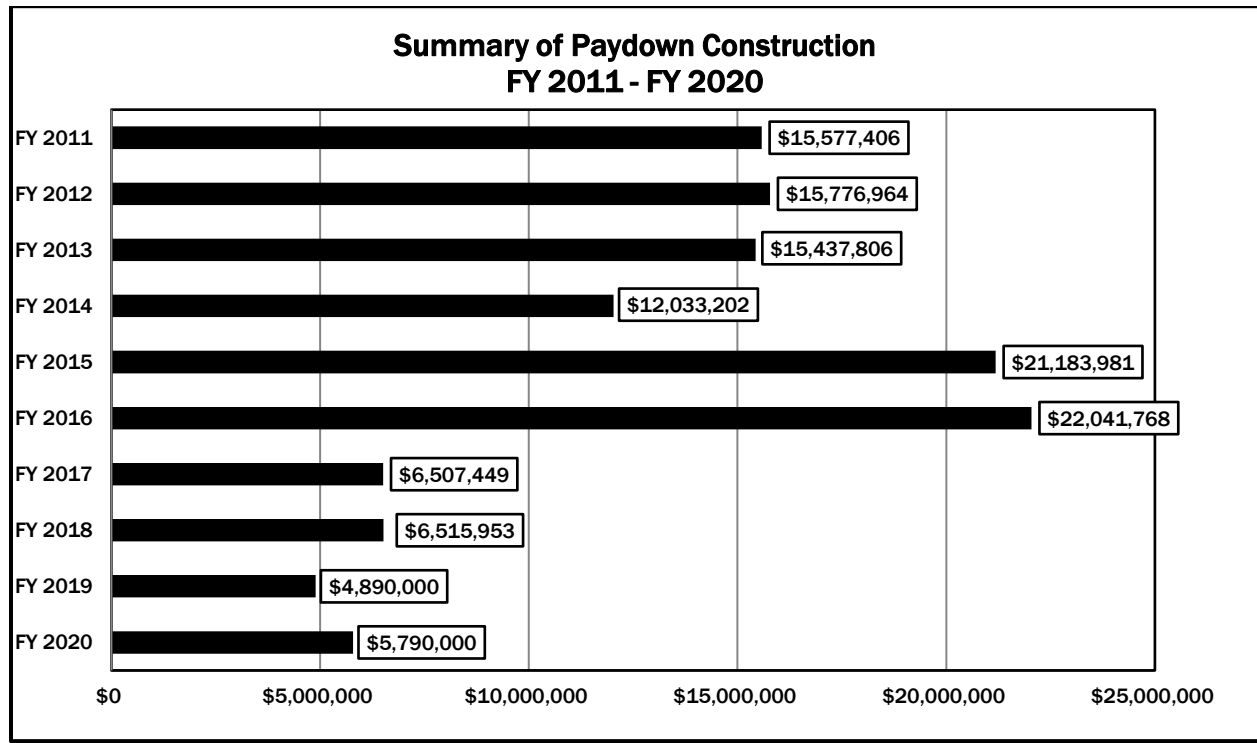 Summary of Paydown Construction
FY 2011 - FY 2020
FY 2011 $15,577,406
FY 2012 $15,776,964
FY 2013 $15,437,806
FY 2014 $12,033,202
FY 2015 $21,183,981
FY 2016 $22,041,768
FY 2017 $6,507,449
FY 2018 $6,515,953
FY 2019 $4,890,000
FY 2020 $5,790,000
$0 $5,000,000 $10,000,000 $15,000,000 $20,000,000 $25,000,000